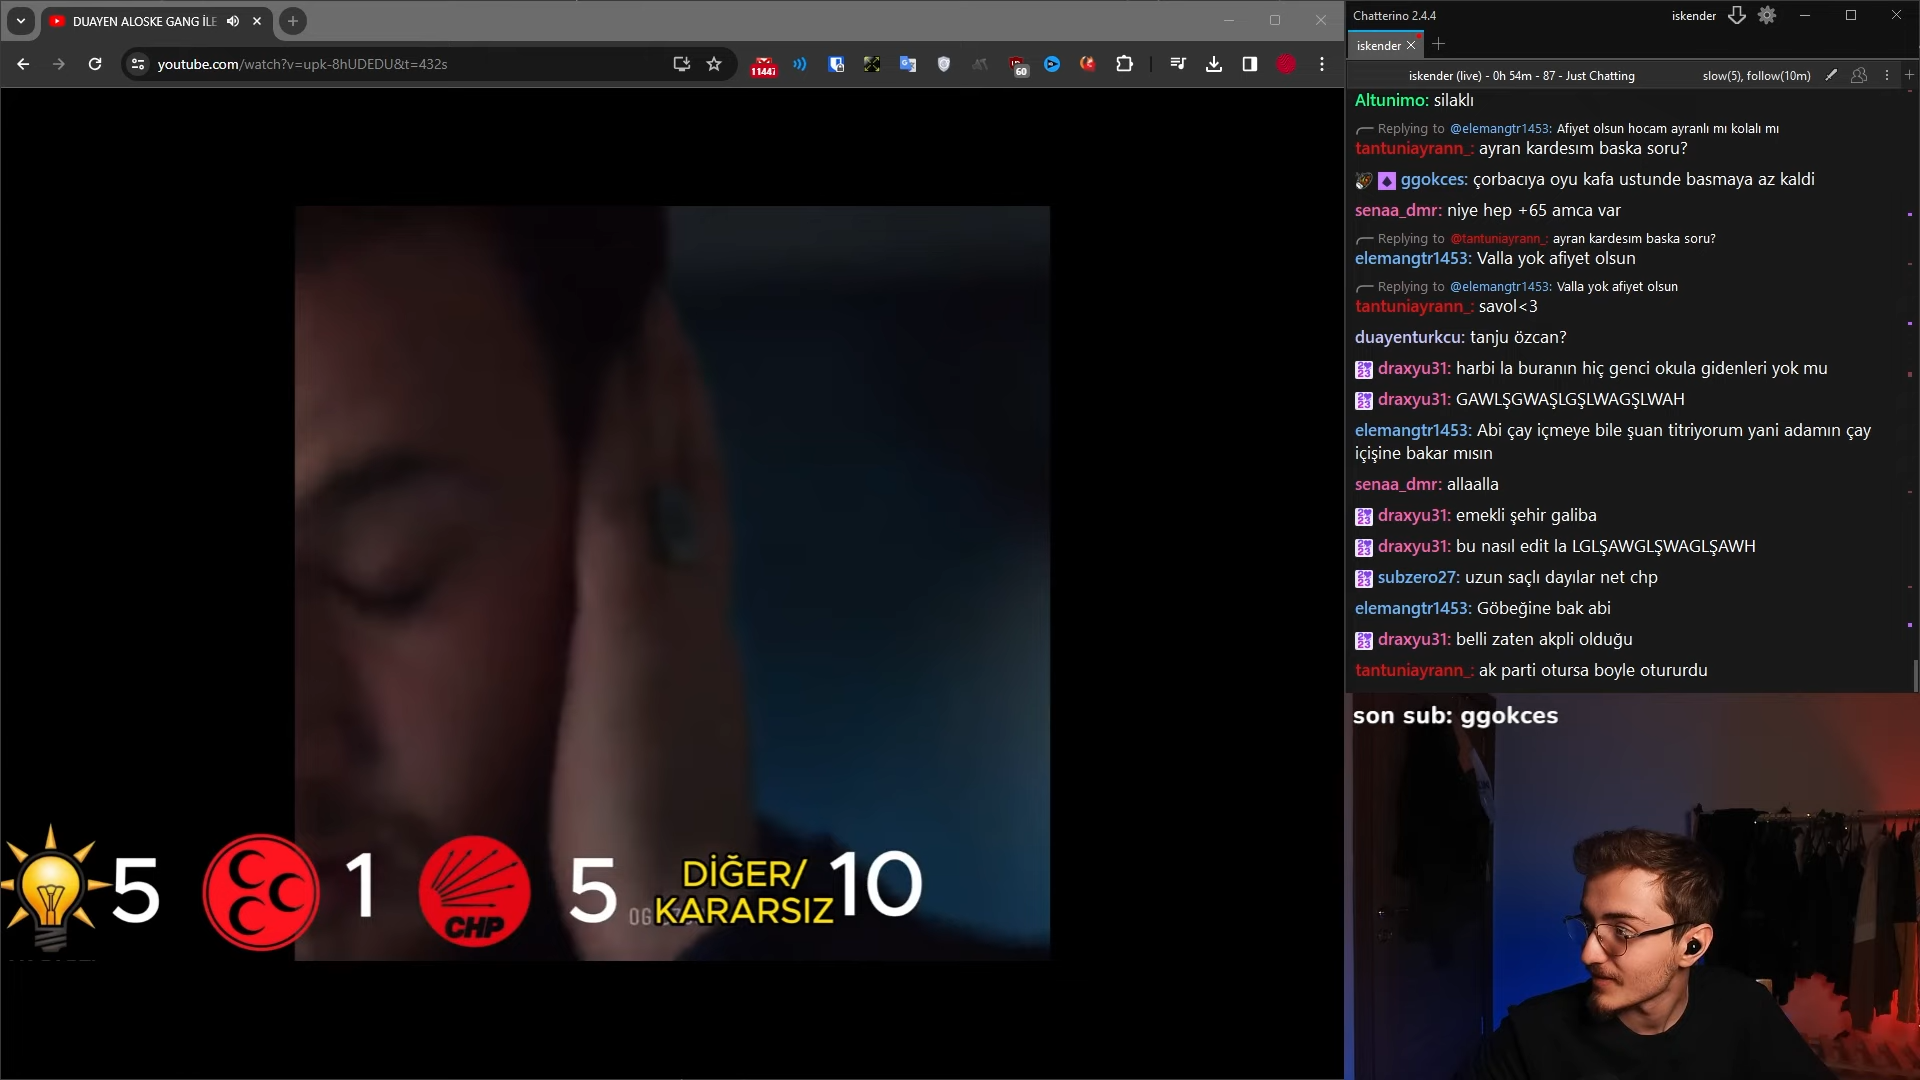 DUAYEN ALOSKE GANG İLE
youtube.com/watch?v=upk-8hUDEDU&t=432s
11447
60
5
1
CHP
5
DİĞER/
KARARSIZ
10
Chatterino 2.4.4
iskender
iskender
iskender (live) - 0h 54m - 87 - Just Chatting
slow(5), follow(10m)
Altunimo: silaklı
Replying to @elemangtr1453: Afiyet olsun hocam ayranlı mı kolalı mı
tantuniayrann_: ayran kardesım baska soru?
ggokces: çorbacıya oyu kafa ustunde basmaya az kaldi
senaa_dmr: niye hep +65 amca var
Replying to @tantuniayrann_: ayran kardesım baska soru?
elemangtr1453: Valla yok afiyet olsun
Replying to @elemangtr1453: Valla yok afiyet olsun
tantuniayrann_: savol<3
duayenturkcu: tanju özcan?
draxyu31: harbi la buranın hiç genci okula gidenleri yok mu
draxyu31: GAWLŞGWAŞLGŞLWAGŞLWAH
elemangtr1453: Abi çay içmeye bile şuan titriyorum yani adamın çay
içişine bakar mısın
senaa_dmr: allaalla
draxyu31: emekli şehir galiba
draxyu31: bu nasıl edit la LGLŞAWGLŞWAGLŞAWH
subzero27: uzun saçlı dayılar net chp
elemangtr1453: Göbeğine bak abi
draxyu31: belli zaten akpli olduğu
tantuniayrann_: ak parti otursa boyle otururdu
son sub: ggokces